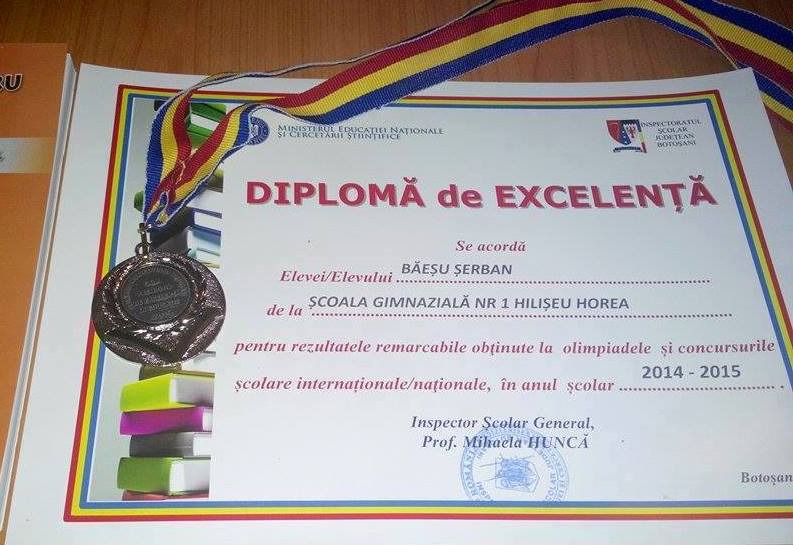 RU
MINISTERUL EDUCAȚIEI NAȚIONALE
ȘI CERCETĂRII ȘTIINȚIFICE
INSPECTORATUL
ȘCOLAR
JUDEȚEAN
BOTOȘANI
DIPLOMĂ de EXCELENȚĂ
Se acordă
Elevei/Elevului BĂEȘU ȘERBAN
de la ȘCOALA GIMNAZIALĂ NR 1 HILIȘEU HOREA
pentru rezultatele remarcabile obținute la olimpiadele și concursurile
școlare internaționale/naționale, în anul școlar 2014 - 2015 .
Inspector Școlar General,
Prof. Mihaela HUNCĂ
Botoșan